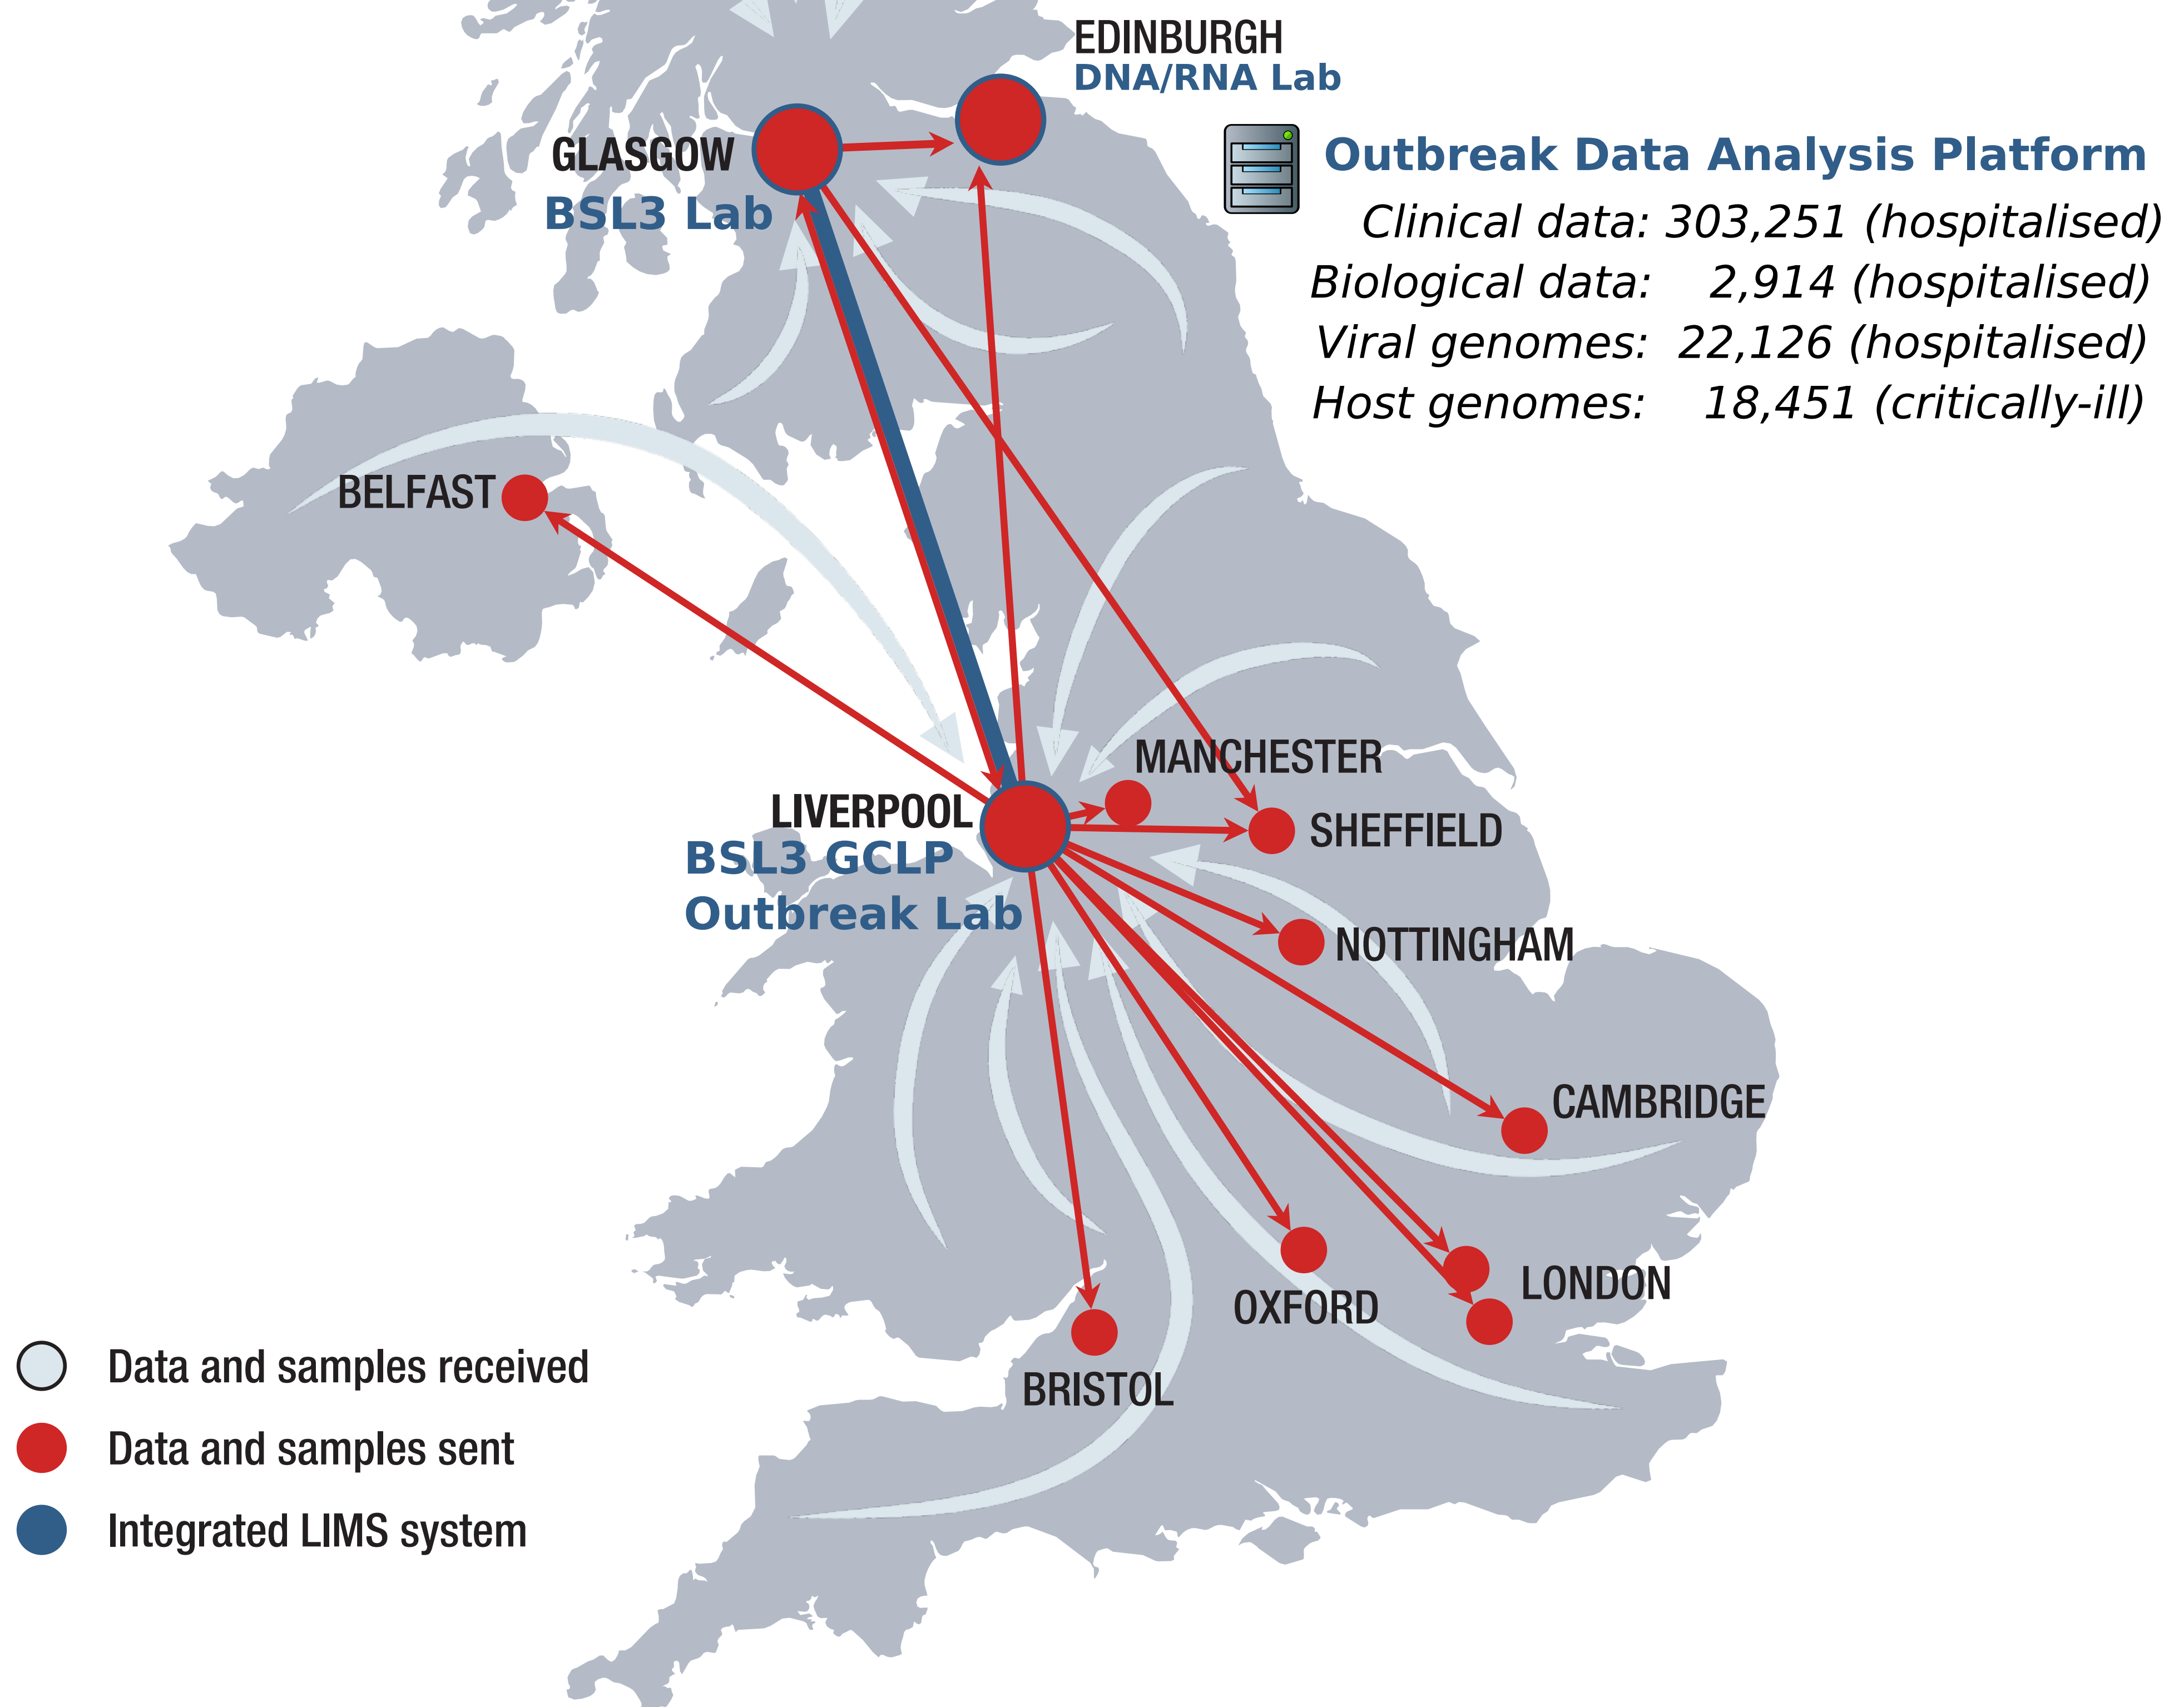 EDINBURGH
DNA/RNA Lab
GLASGOW
BSL3 Lab
Outbreak Data Analysis Platform
Clinical data: 303,251 (hospitalised)
Biological data: 2,914 (hospitalised)
Viral genomes: 22,126 (hospitalised)
Host genomes: 18,451 (critically-ill)
BELFAST
MANCHESTER
LIVERPOOL
BSL3 GCLP
Outbreak Lab
SHEFFIELD
NOTTINGHAM
CAMBRIDGE
LONDON
OXFORD
BRISTOL
Data and samples received
Data and samples sent
Integrated LIMS system